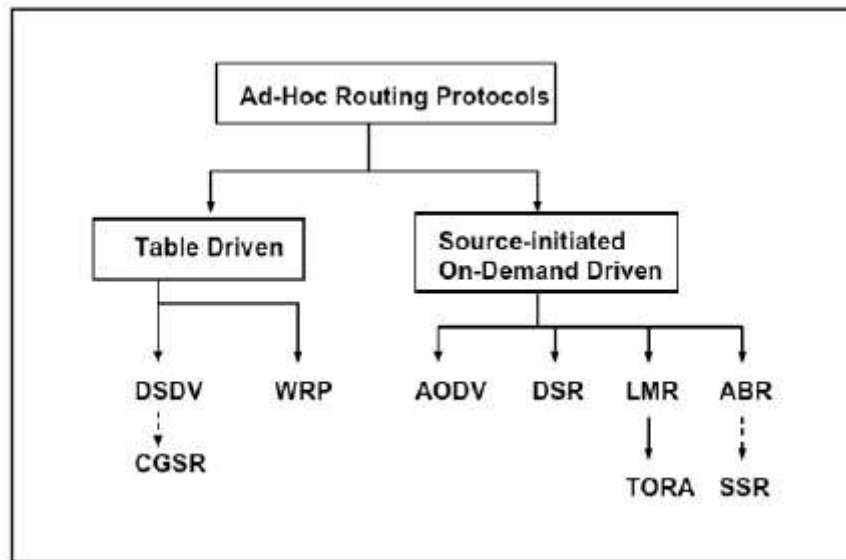 Ad-Hoc Routing Protocols
Table Driven
Source-initiated
On-Demand Driven
DSDV
WRP
AODV
DSR
LMR
ABR
CGSR
TORA
SSR